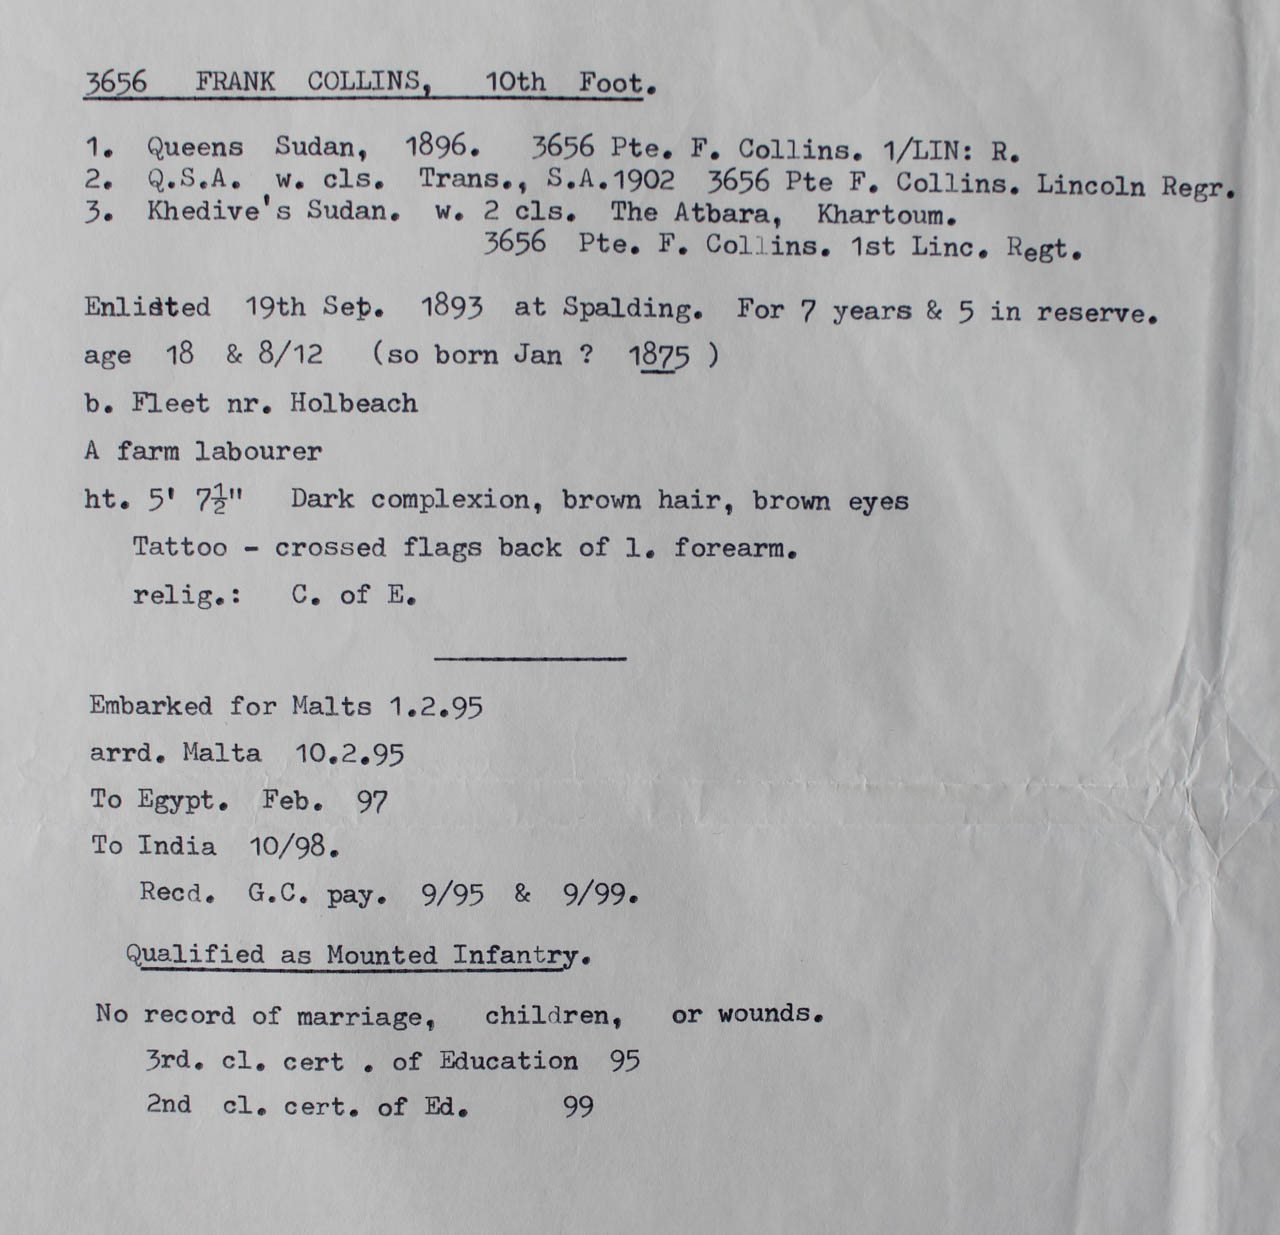 3656 FRANK COLLINS, 10th Foot.
1. Queens Sudan, 1896. 3656 Pte. F. Collins. 1/LIN: R.
2. Q.S.A. w. cls. Trans., S.A.1902 3656 Pte F. Collins. Lincoln Regr.
3. Khedive's Sudan. w. 2 cls. The Atbara, Khartoum.
3656 Pte. F. Collins. 1st Linc. Regt.
Enlisted 19th Sep. 1893 at Spalding. For 7 years & 5 in reserve.
age 18 & 8/12 (so born Jan ? 1875 )
b. Fleet nr. Holbeach
A farm labourer
ht. 5' 7½" Dark complexion, brown hair, brown eyes
Tattoo - crossed flags back of l. forearm.
relig.: C. of E.
Embarked for Malts 1.2.95
arrd. Malta 10.2.95
To Egypt. Feb. 97
To India 10/98.
Recd. G.C. pay. 9/95 & 9/99.
Qualified as Mounted Infantry.
No record of marriage, children, or wounds.
3rd. cl. cert . of Education 95
2nd cl. cert. of Ed. 99